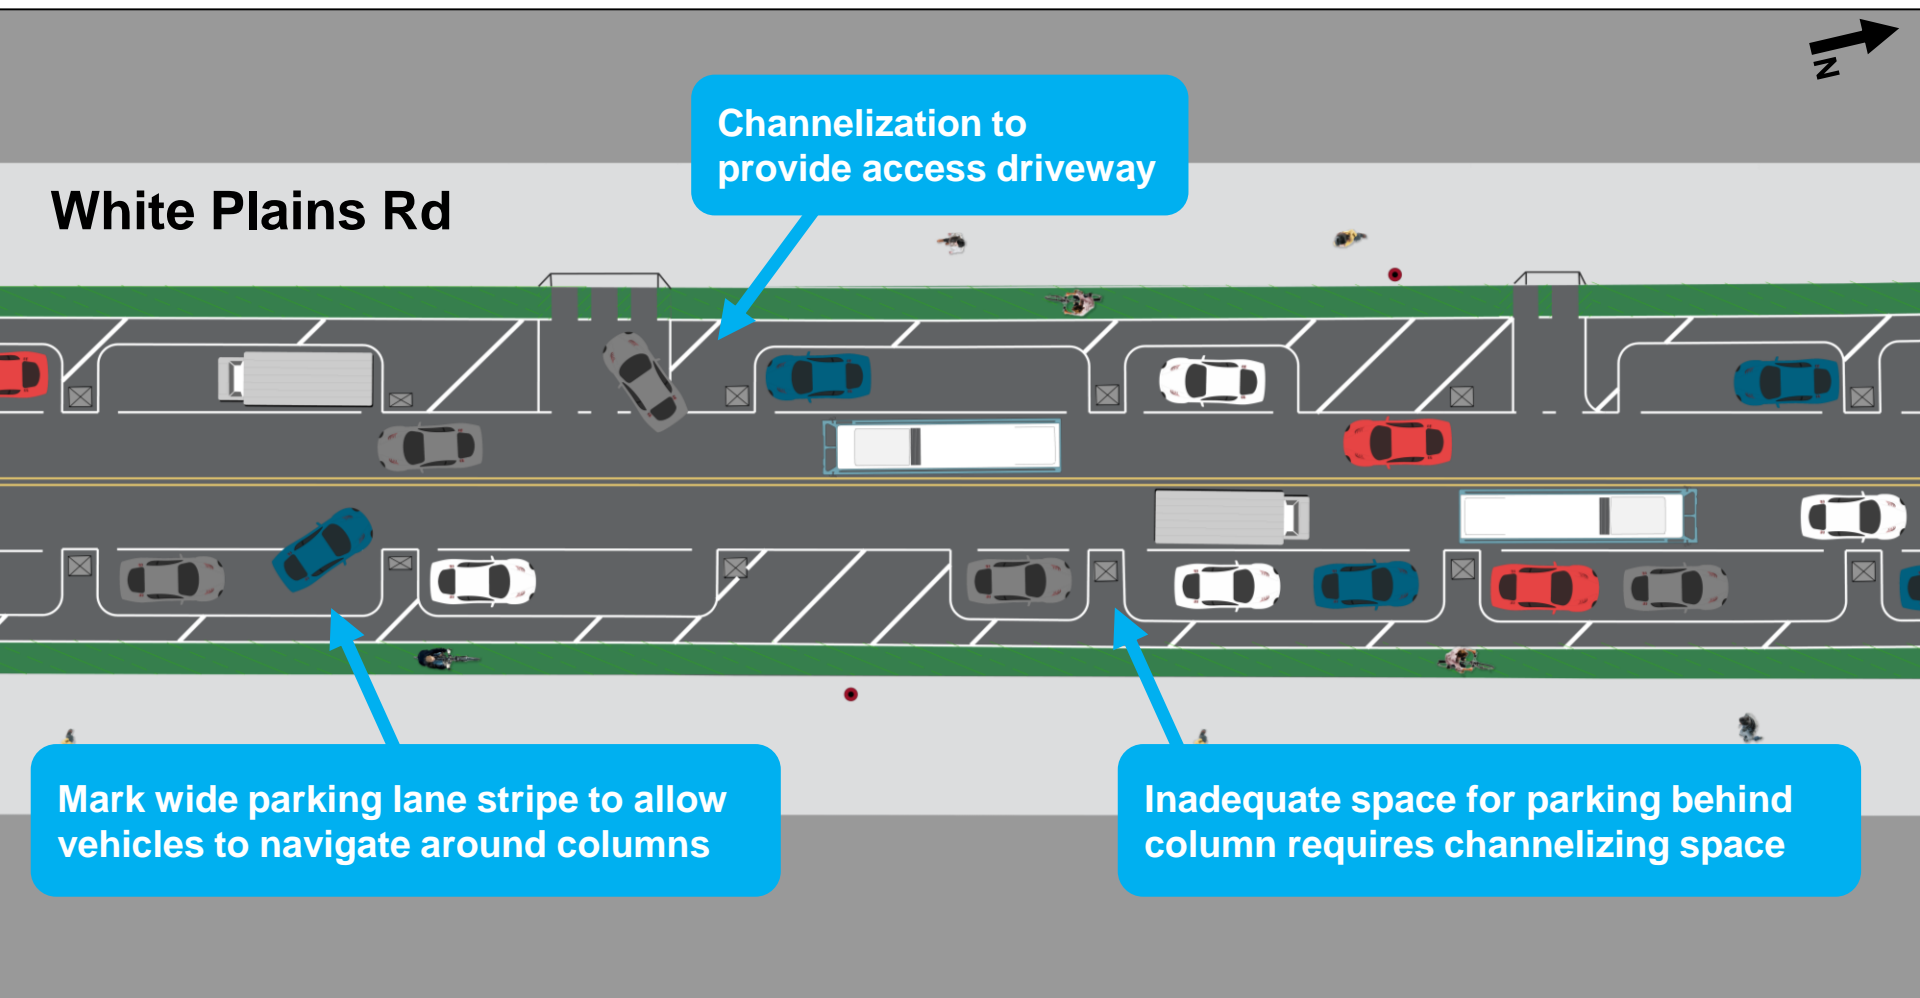 N
Channelization to
provide access driveway
White Plains Rd
Mark wide parking lane stripe to allow
vehicles to navigate around columns
Inadequate space for parking behind
column requires channelizing space